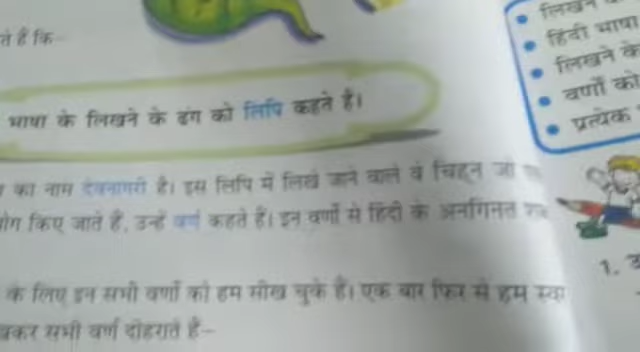 ते हैं कि–
भाषा के लिखने के ढंग को लिपि कहते हैं।
का नाम देवनागरी है। इस लिपि में लिखे जाने वाले वे चिह्न जो
किए जाते हैं, उन्हें वर्ण कहते हैं। इन वर्णों से हिंदी के अनगिनत
के लिए इन सभी वर्णों को हम सीख चुके हैं। एक बार फिर से हम स्वर
सभी वर्ण दोहराते हैं–
लिखने
हिंदी भाषा
लिखने के
वर्णों को
प्रत्येक
1.